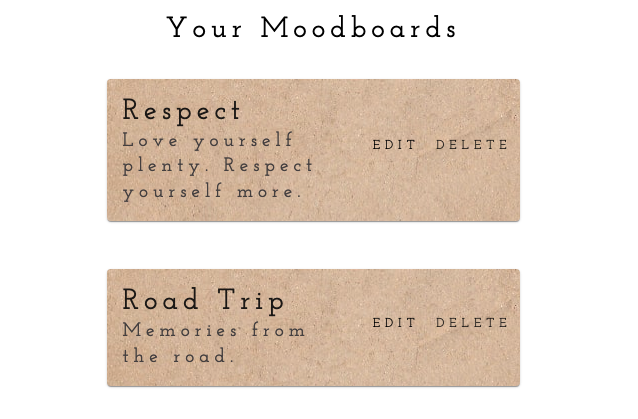 Your Moodboards
Respect
Love yourself
plenty. Respect
yourself more.
EDIT DELETE
Road Trip
Memories from
the road.
EDIT DELETE